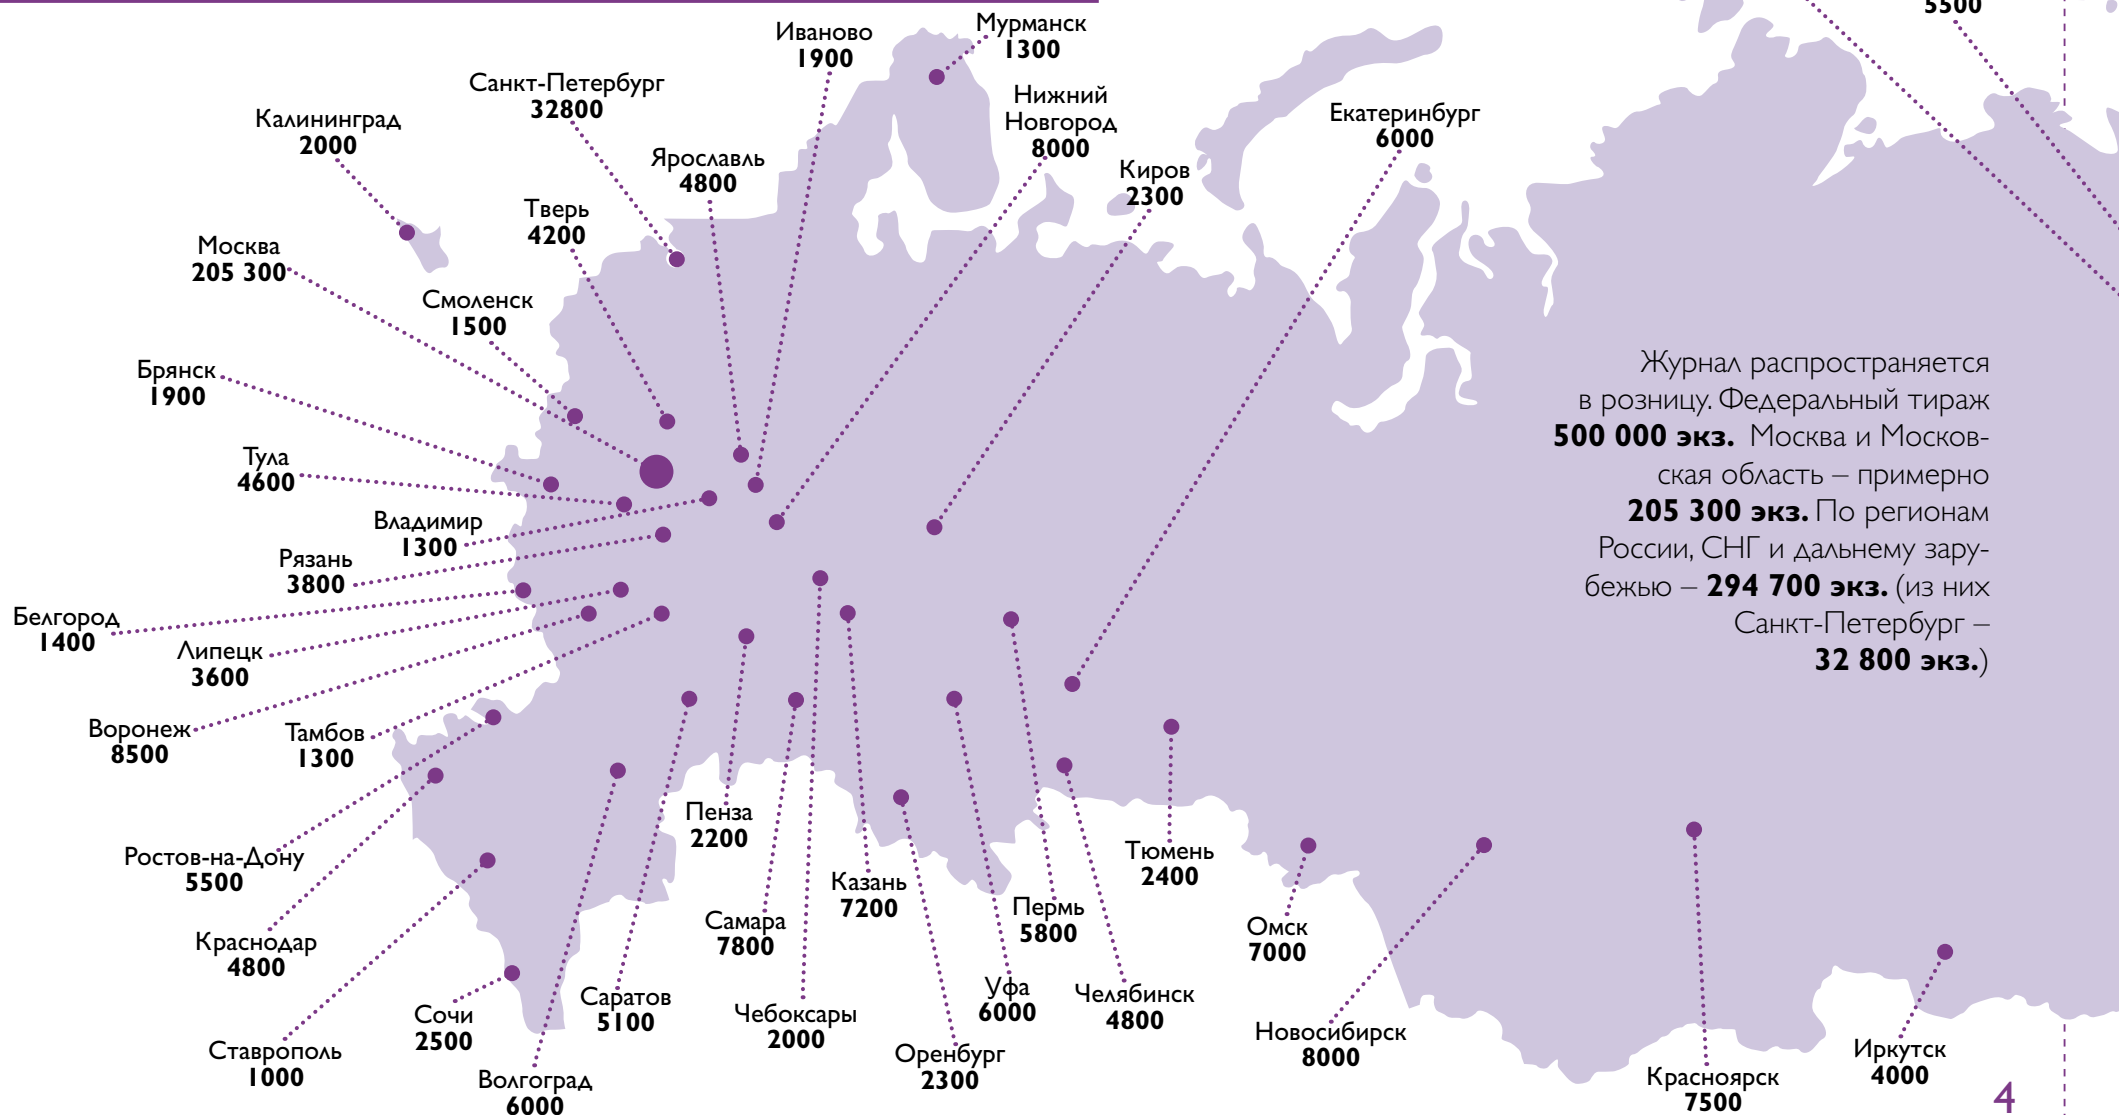 5500
Мурманск
1300
Иваново
1900
Санкт-Петербург
32800
Нижний
Новгород
8000
Екатеринбург
6000
Калининград
2000
Ярославль
4800
Киров
2300
Тверь
4200
Москва
205 300
Смоленск
1500
Брянск
1900
Тула
4600
Владимир
1300
Рязань
3800
Белгород
1400
Липецк
3600
Воронеж
8500
Тамбов
1300
Ростов-на-Дону
5500
Краснодар
4800
Ставрополь
1000
Сочи
2500
Волгоград
6000
Саратов
5100
Пенза
2200
Самара
7800
Чебоксары
2000
Казань
7200
Оренбург
2300
Уфа
6000
Пермь
5800
Челябинск
4800
Тюмень
2400
Омск
7000
Новосибирск
8000
Красноярск
7500
Иркутск
4000
Журнал распространяется
в розницу. Федеральный тираж
500 000 экз. Москва и Москов-
ская область – примерно
205 300 экз. По регионам
России, СНГ и дальнему зару-
бежью – 294 700 экз. (из них
Санкт-Петербург –
32 800 экз.)
4